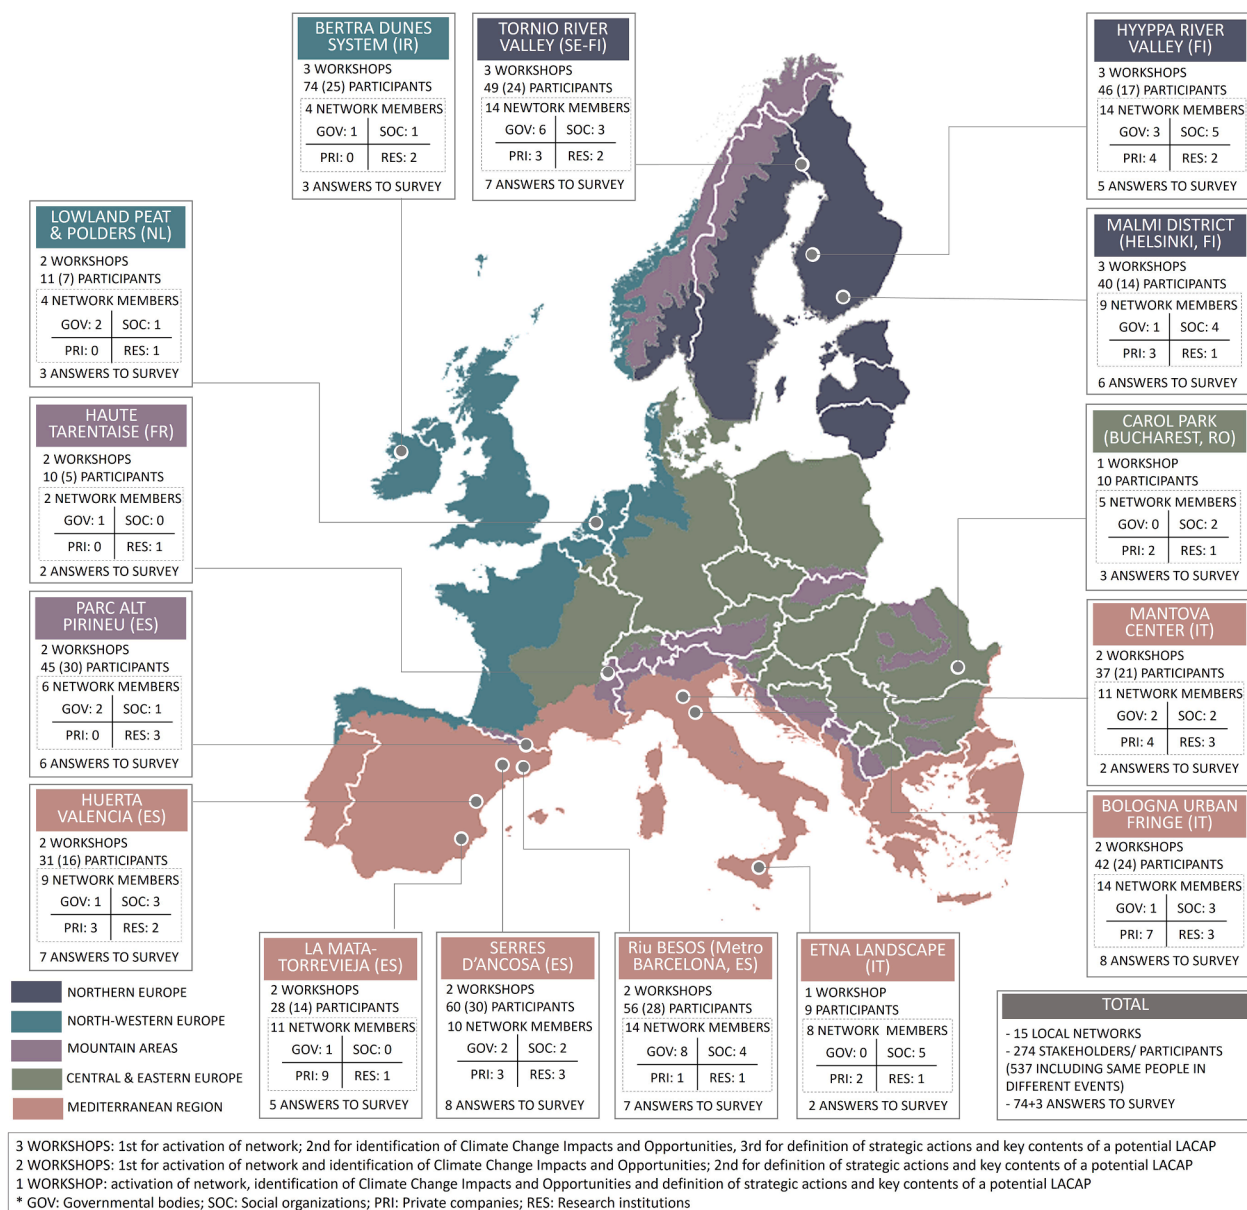 BERTRA DUNES
SYSTEM (IR)
3 WORKSHOPS
74 (25) PARTICIPANTS
4 NETWORK MEMBERS
GOV: 1 SOC: 1
PRI: 0 RES: 2
3 ANSWERS TO SURVEY
TORNIO RIVER
VALLEY (SE-FI)
3 WORKSHOPS
49 (24) PARTICIPANTS
14 NEWTORK MEMBERS
GOV: 6 SOC: 3
PRI: 3 RES: 2
7 ANSWERS TO SURVEY
HYYPPA RIVER
VALLEY (FI)
3 WORKSHOPS
46 (17) PARTICIPANTS
14 NETWORK MEMBERS
GOV: 3 SOC: 5
PRI: 4 RES: 2
5 ANSWERS TO SURVEY
LOWLAND PEAT
& POLDERS (NL)
2 WORKSHOPS
11 (7) PARTICIPANTS
4 NETWORK MEMBERS
GOV: 2 SOC: 1
PRI: 0 RES: 1
3 ANSWERS TO SURVEY
MALMI DISTRICT
(HELSINKI, FI)
3 WORKSHOPS
40 (14) PARTICIPANTS
9 NETWORK MEMBERS
GOV: 1 SOC: 4
PRI: 3 RES: 1
6 ANSWERS TO SURVEY
HAUTE
TARENTAISE (FR)
2 WORKSHOPS
10 (5) PARTICIPANTS
2 NETWORK MEMBERS
GOV: 1 SOC: 0
PRI: 0 RES: 1
2 ANSWERS TO SURVEY
CAROL PARK
(BUCHAREST, RO)
1 WORKSHOP
10 PARTICIPANTS
5 NETWORK MEMBERS
GOV: 0 SOC: 2
PRI: 2 RES: 1
3 ANSWERS TO SURVEY
PARC ALT
PIRINEU (ES)
2 WORKSHOPS
45 (30) PARTICIPANTS
6 NETWORK MEMBERS
GOV: 2 SOC: 1
PRI: 0 RES: 3
6 ANSWERS TO SURVEY
MANTOVA
CENTER (IT)
2 WORKSHOPS
37 (21) PARTICIPANTS
11 NETWORK MEMBERS
GOV: 2 SOC: 2
PRI: 4 RES: 3
2 ANSWERS TO SURVEY
HUERTA
VALENCIA (ES)
2 WORKSHOPS
31 (16) PARTICIPANTS
9 NETWORK MEMBERS
GOV: 1 SOC: 3
PRI: 3 RES: 2
7 ANSWERS TO SURVEY
BOLOGNA URBAN
FRINGE (IT)
2 WORKSHOPS
42 (24) PARTICIPANTS
14 NETWORK MEMBERS
GOV: 1 SOC: 3
PRI: 7 RES: 3
8 ANSWERS TO SURVEY
LA MATA-
TORREVIEJA (ES)
2 WORKSHOPS
28 (14) PARTICIPANTS
11 NETWORK MEMBERS
GOV: 1 SOC: 0
PRI: 9 RES: 1
5 ANSWERS TO SURVEY
SERRES
D'ANCOSA (ES)
2 WORKSHOPS
60 (30) PARTICIPANTS
10 NETWORK MEMBERS
GOV: 2 SOC: 2
PRI: 3 RES: 3
8 ANSWERS TO SURVEY
Riu BESOS (Metro
BARCELONA, ES)
2 WORKSHOPS
56 (28) PARTICIPANTS
14 NETWORK MEMBERS
GOV: 8 SOC: 4
PRI: 1 RES: 1
7 ANSWERS TO SURVEY
ETNA LANDSCAPE
(IT)
1 WORKSHOP
9 PARTICIPANTS
8 NETWORK MEMBERS
GOV: 0 SOC: 5
PRI: 2 RES: 1
2 ANSWERS TO SURVEY
NORTHERN EUROPE
NORTH-WESTERN EUROPE
MOUNTAIN AREAS
CENTRAL & EASTERN EUROPE
MEDITERRANEAN REGION
TOTAL
- 15 LOCAL NETWORKS
- 274 STAKEHOLDERS/ PARTICIPANTS
(537 INCLUDING SAME PEOPLE IN
DIFFERENT EVENTS)
- 74+3 ANSWERS TO SURVEY
3 WORKSHOPS: 1st for activation of network; 2nd for identification of Climate Change Impacts and Opportunities, 3rd for definition of strategic actions and key contents of a potential LACAP
2 WORKSHOPS: 1st for activation of network and identification of Climate Change Impacts and Opportunities; 2nd for definition of strategic actions and key contents of a potential LACAP
1 WORKSHOP: activation of network, identification of Climate Change Impacts and Opportunities and definition of strategic actions and key contents of a potential LACAP
* GOV: Governmental bodies; SOC: Social organizations; PRI: Private companies; RES: Research institutions